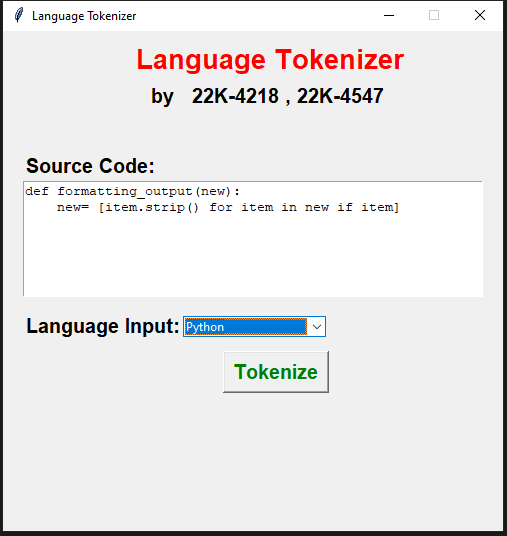 Language Tokenizer
Language Tokenizer
by 22K-4218 , 22K-4547
Source Code:
def formatting_output(new):
    new= [item.strip() for item in new if item]
Language Input: Python
Tokenize